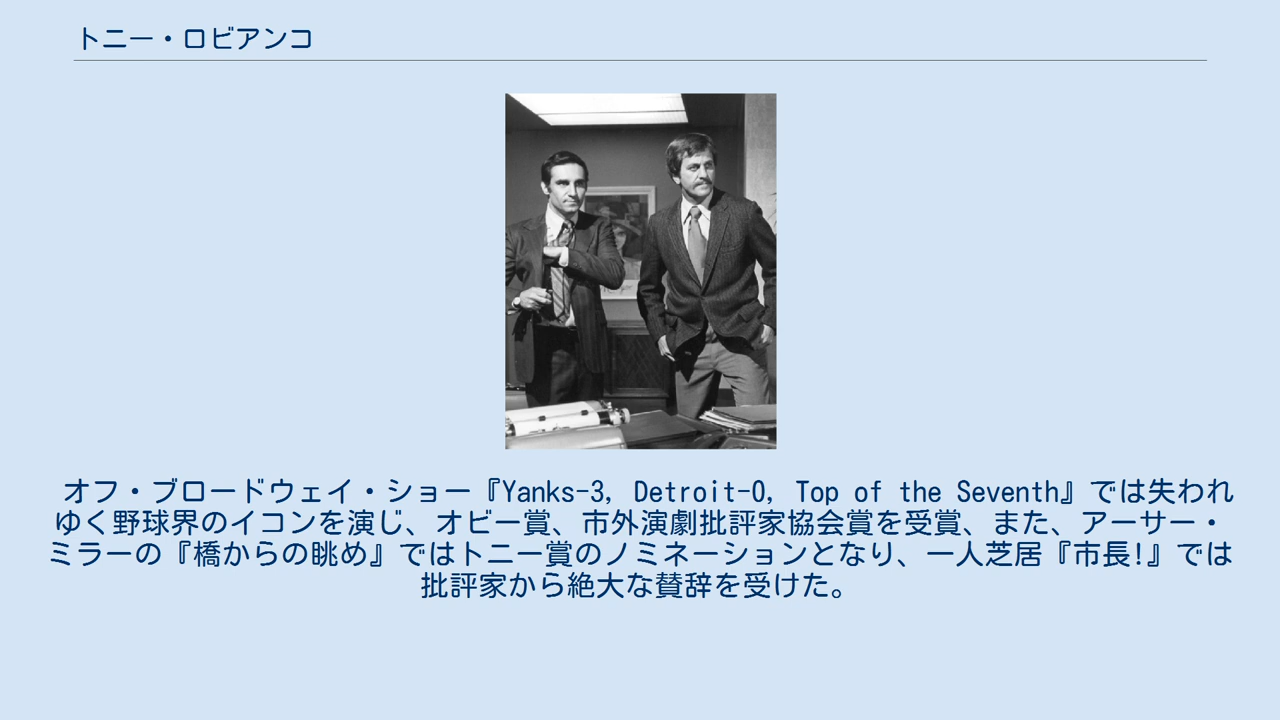 トニー・ロビアンコ
オフ・ブロードウェイ・ショー『Yanks-3, Detroit-0, Top of the Seventh』では失われ
ゆく野球界のイコンを演じ、オビー賞、市外演劇批評家協会賞を受賞、また、アーサー・
ミラーの『橋からの眺め』ではトニー賞のノミネーションとなり、一人芝居『市長!』では
批評家から絶大な賛辞を受けた。